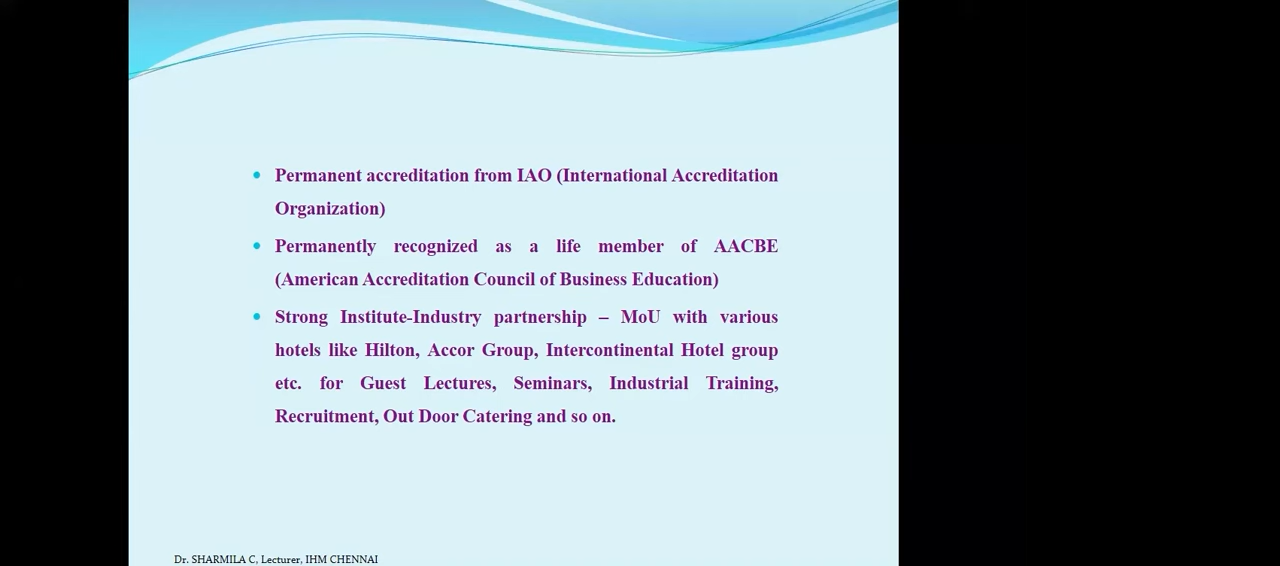 • Permanent accreditation from IAO (International Accreditation
Organization)
• Permanently recognized as a life member of AACBE
(American Accreditation Council of Business Education)
• Strong Institute-Industry partnership – MoU with various
hotels like Hilton, Accor Group, Intercontinental Hotel group
etc. for Guest Lectures, Seminars, Industrial Training,
Recruitment, Out Door Catering and so on.
Dr. SHARMILA C, Lecturer, IHM CHENNAI